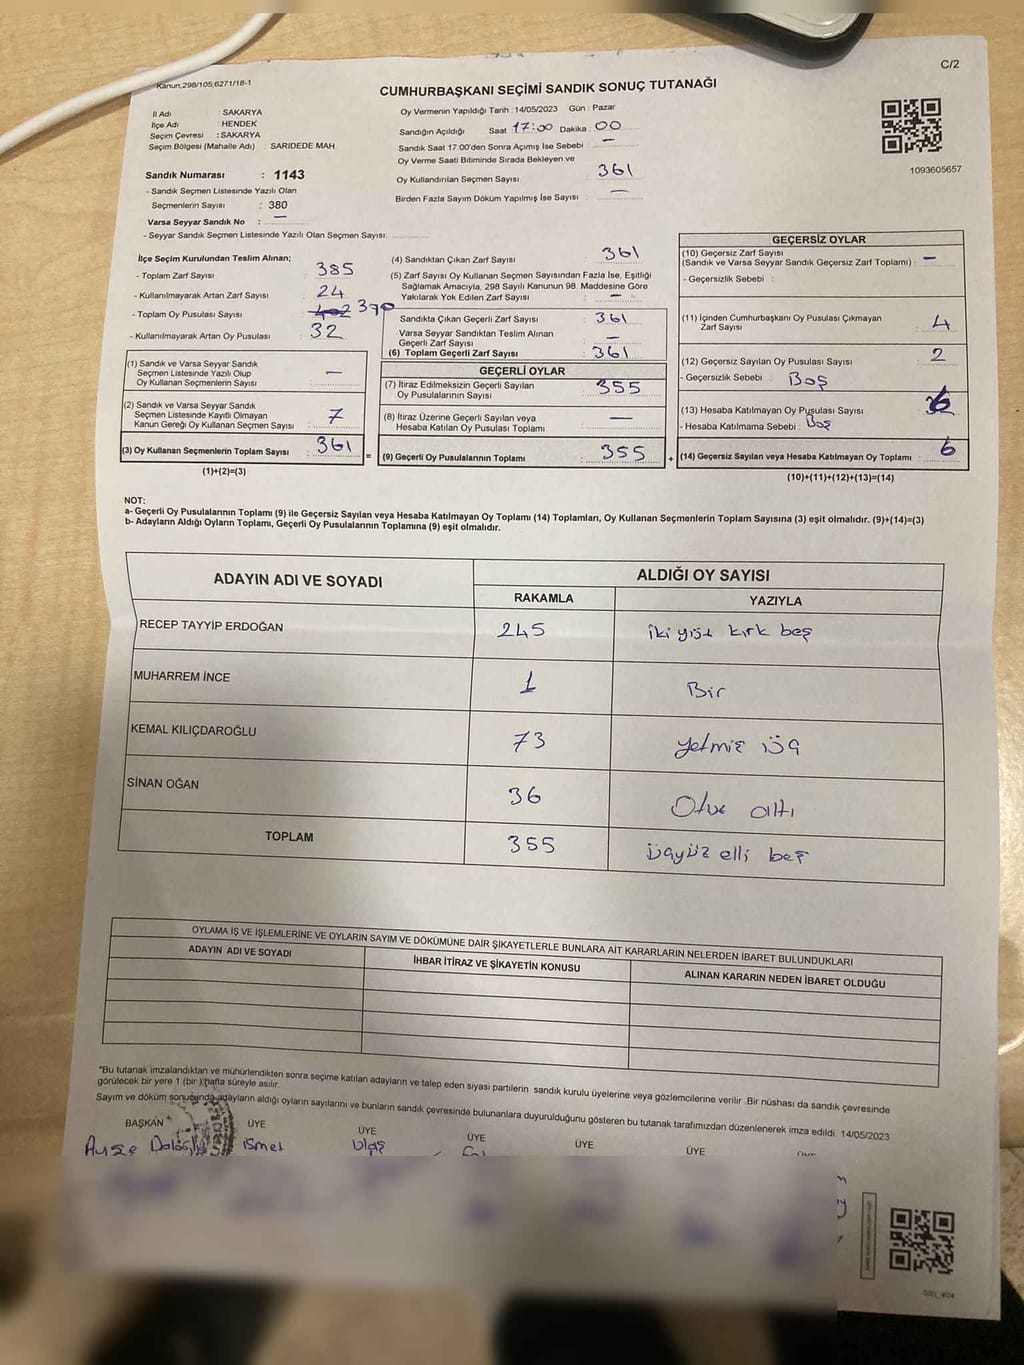 C/2
Kanun:298/105,6271/16-1
CUMHURBAŞKANI SEÇİMİ SANDIK SONUÇ TUTANAĞI
İl Adı : SAKARYA
İlçe Adı : HENDEK
Seçim Çevresi : SAKARYA
Seçim Bölgesi (Mahalle Adı) : SARIDEDE MAH
Oy Vermenin Yapıldığı Tarih : 14/05/2023 Gün : Pazar
Sandığın Açıldığı Saat 17:00 Dakika : 00
Sandık Saat 17:00'den Sonra Açımış İse Sebebi : —
Oy Verme Saati Bitiminde Sırada Bekleyen ve
Oy Kullandırılan Seçmen Sayısı 361
Birden Fazla Sayım Döküm Yapılmış İse Sayısı : —
1093605657
Sandık Numarası : 1143
- Sandık Seçmen Listesinde Yazılı Olan
Seçmenlerin Sayısı : 380
Varsa Seyyar Sandık No : —
- Seyyar Sandık Seçmen Listesinde Yazılı Olan Seçmen Sayısı:
İlçe Seçim Kurulundan Teslim Alınan;
- Toplam Zarf Sayısı 385
- Kullanılmayarak Artan Zarf Sayısı 24
- Toplam Oy Pusulası Sayısı 402 390
- Kullanılmayarak Artan Oy Pusulası 32
(4) Sandıktan Çıkan Zarf Sayısı 361
(5) Zarf Sayısı Oy Kullanan Seçmen Sayısından Fazla İse, Eşitliği
Sağlamak Amacıyla, 298 Sayılı Kanunun 98. Maddesine Göre
Yakılarak Yok Edilen Zarf Sayısı —
Sandıkta Çıkan Geçerli Zarf Sayısı 361
Varsa Seyyar Sandıktan Teslim Alınan
Geçerli Zarf Sayısı —
(6) Toplam Geçerli Zarf Sayısı 361
(1) Sandık ve Varsa Seyyar Sandık
Seçmen Listesinde Yazılı Olup
Oy Kullanan Seçmenlerin Sayısı —
(2) Sandık ve Varsa Seyyar Sandık
Seçmen Listesinde Kayıtlı Olmayan
Kanun Gereği Oy Kullanan Seçmen Sayısı : 7
(3) Oy Kullanan Seçmenlerin Toplam Sayısı : 361
(1)+(2)=(3)
=
GEÇERLİ OYLAR
(7) İtiraz Edilmeksizin Geçerli Sayılan
Oy Pusulalarının Sayısı 355
(8) İtiraz Üzerine Geçerli Sayılan veya
Hesaba Katılan Oy Pusulası Toplamı —
(9) Geçerli Oy Pusulalarının Toplamı : 355
+
GEÇERSİZ OYLAR
(10) Geçersiz Zarf Sayısı
(Sandık ve Varsa Seyyar Sandık Geçersiz Zarf Toplamı) : —
- Geçersizlik Sebebi :
(11) İçinden Cumhurbaşkanı Oy Pusulası Çıkmayan
Zarf Sayısı 4
(12) Geçersiz Sayılan Oy Pusulası Sayısı : 2
- Geçersizlik Sebebi : Boş
(13) Hesaba Katılmayan Oy Pusulası Sayısı :
- Hesaba Katılmama Sebebi : Boş
(14) Geçersiz Sayılan veya Hesaba Katılmayan Oy Toplamı : 6
(10)+(11)+(12)+(13)=(14)
NOT:
a- Geçerli Oy Pusulalarının Toplamı (9) ile Geçersiz Sayılan veya Hesaba Katılmayan Oy Toplamı (14) Toplamları, Oy Kullanan Seçmenlerin Toplam Sayısına (3) eşit olmalıdır. (9)+(14)=(3)
b- Adayların Aldığı Oyların Toplamı, Geçerli Oy Pusulalarının Toplamına (9) eşit olmalıdır.
ADAYIN ADI VE SOYADI ALDIĞI OY SAYISI
RAKAMLA YAZIYLA
RECEP TAYYİP ERDOĞAN 245 iki yüz kırk beş
MUHARREM İNCE 1 Bir
KEMAL KILIÇDAROĞLU 73 yetmiş üç
SİNAN OĞAN 36 Otuz altı
TOPLAM 355 üçyüz elli beş
OYLAMA İŞ VE İŞLEMLERİNE VE OYLARIN SAYIM VE DÖKÜMÜNE DAİR ŞİKAYETLERLE BUNLARA AİT KARARLARIN NELERDEN İBARET BULUNDUKLARI
ADAYIN ADI VE SOYADI İHBAR İTİRAZ VE ŞİKAYETİN KONUSU ALINAN KARARIN NEDEN İBARET OLDUĞU
*Bu tutanak imzalandıktan ve mühürlendikten sonra seçime katılan adayların ve talep eden siyasi partilerin sandık kurulu üyelerine veya gözlemcilerine verilir .Bir nüshası da sandık çevresinde
görülecek bir yere 1 (bir ) hafta süreyle asılır.
Sayım ve döküm sonucunda adayların aldığı oyların sayılarını ve bunların sandık çevresinde bulunanlara duyurulduğunu gösteren bu tutanak tarafımızdan düzenlenerek imza edildi. 14/05/2023
BAŞKAN ÜYE ÜYE ÜYE ÜYE ÜYE
Ayşe ismet Ulaş